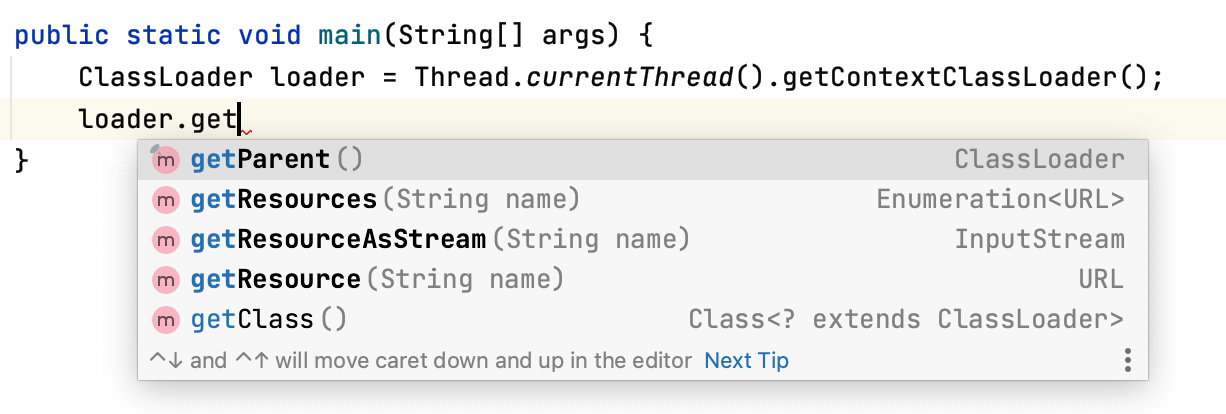 public static void main(String[] args) {
ClassLoader loader = Thread.currentThread().getContextClassLoader();
loader.get
}
m getParent() ClassLoader
m getResources(String name) Enumeration<URL>
m getResourceAsStream(String name) InputStream
m getResource(String name) URL
m getClass() Class<? extends ClassLoader>
^↓ and ^↑ will move caret down and up in the editor Next Tip